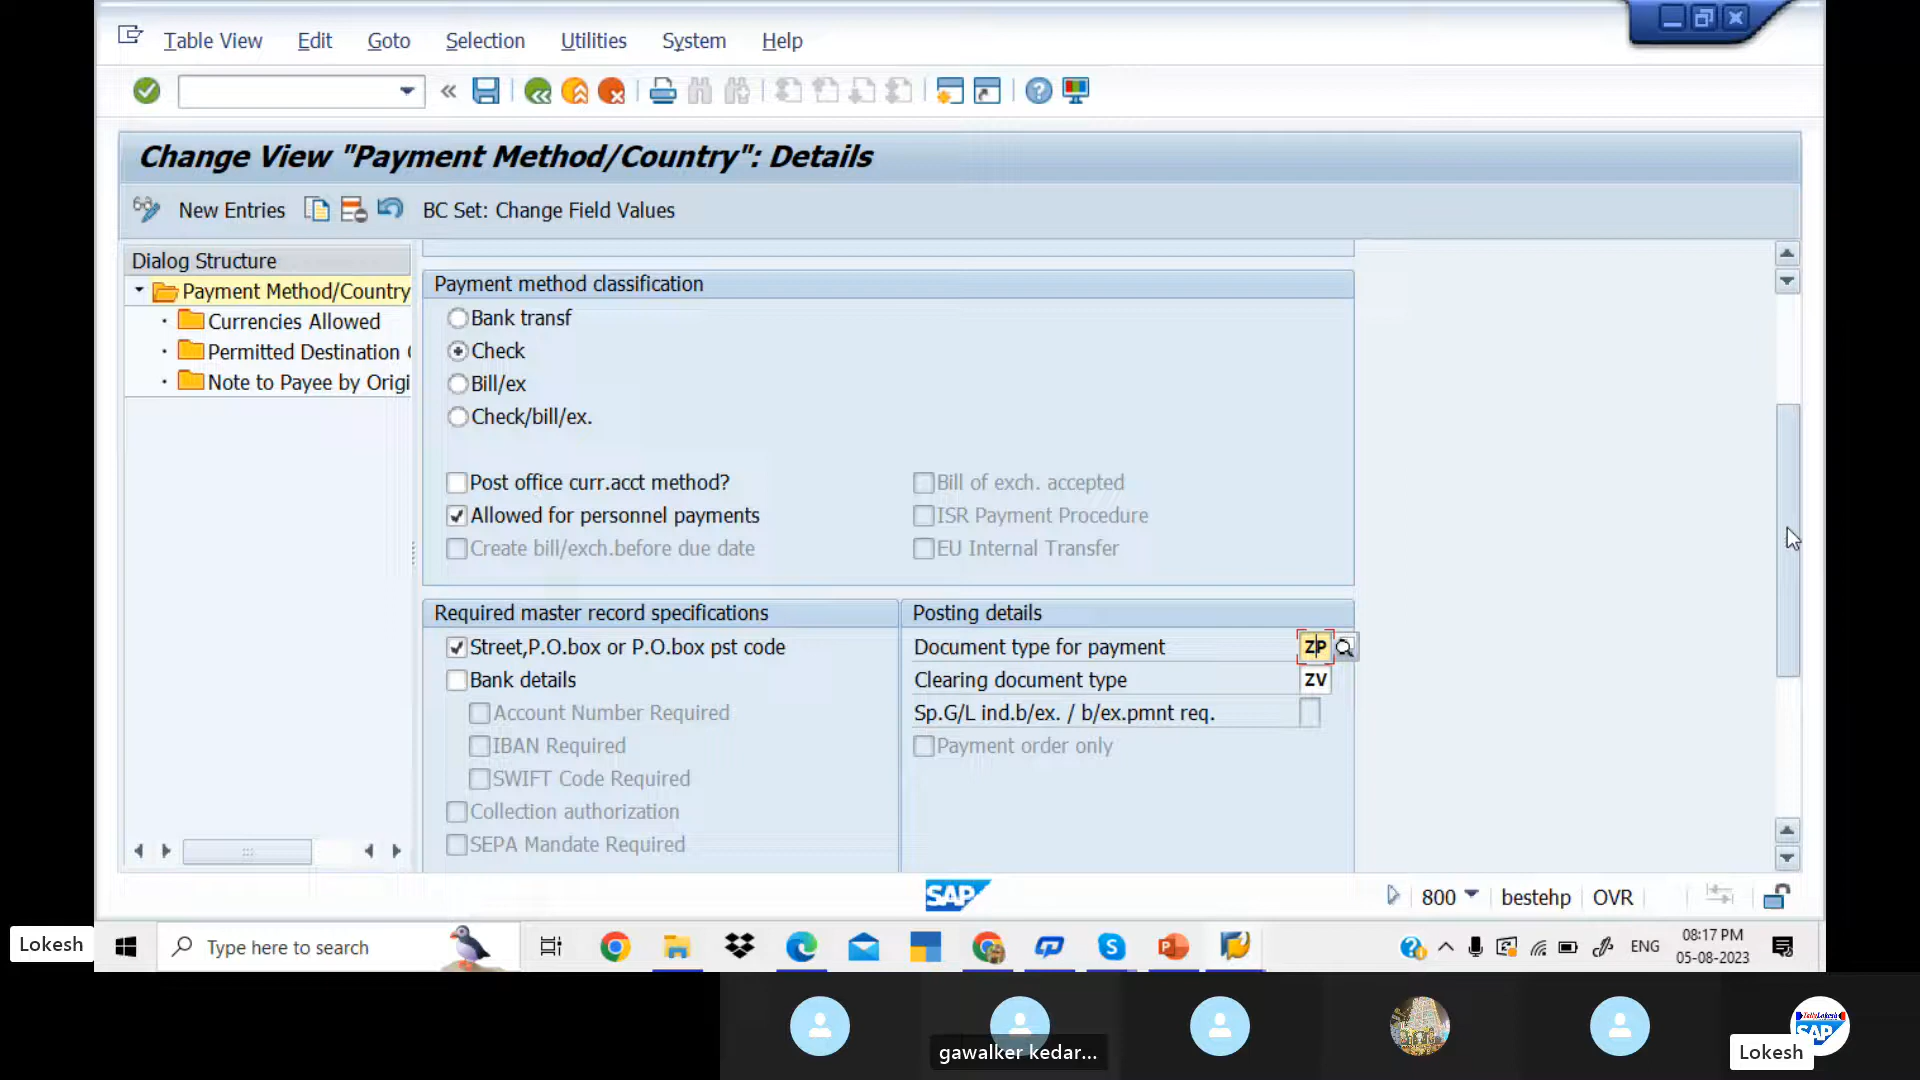 Table View Edit Goto Selection Utilities System Help
Change View "Payment Method/Country": Details
New Entries BC Set: Change Field Values
Dialog Structure
Payment Method/Country
Currencies Allowed
Permitted Destination
Note to Payee by Origi
Payment method classification
Bank transf
Check
Bill/ex
Check/bill/ex.
Post office curr.acct method? Bill of exch. accepted
Allowed for personnel payments ISR Payment Procedure
Create bill/exch.before due date EU Internal Transfer
Required master record specifications
Street,P.O.box or P.O.box pst code
Bank details
Account Number Required
IBAN Required
SWIFT Code Required
Collection authorization
SEPA Mandate Required
Posting details
Document type for payment ZP
Clearing document type ZV
Sp.G/L ind.b/ex. / b/ex.pmnt req.
Payment order only
SAP
800 bestehp OVR
Lokesh
Type here to search
ENG
08:17 PM
05-08-2023
gawalker kedar...
SAP
Lokesh